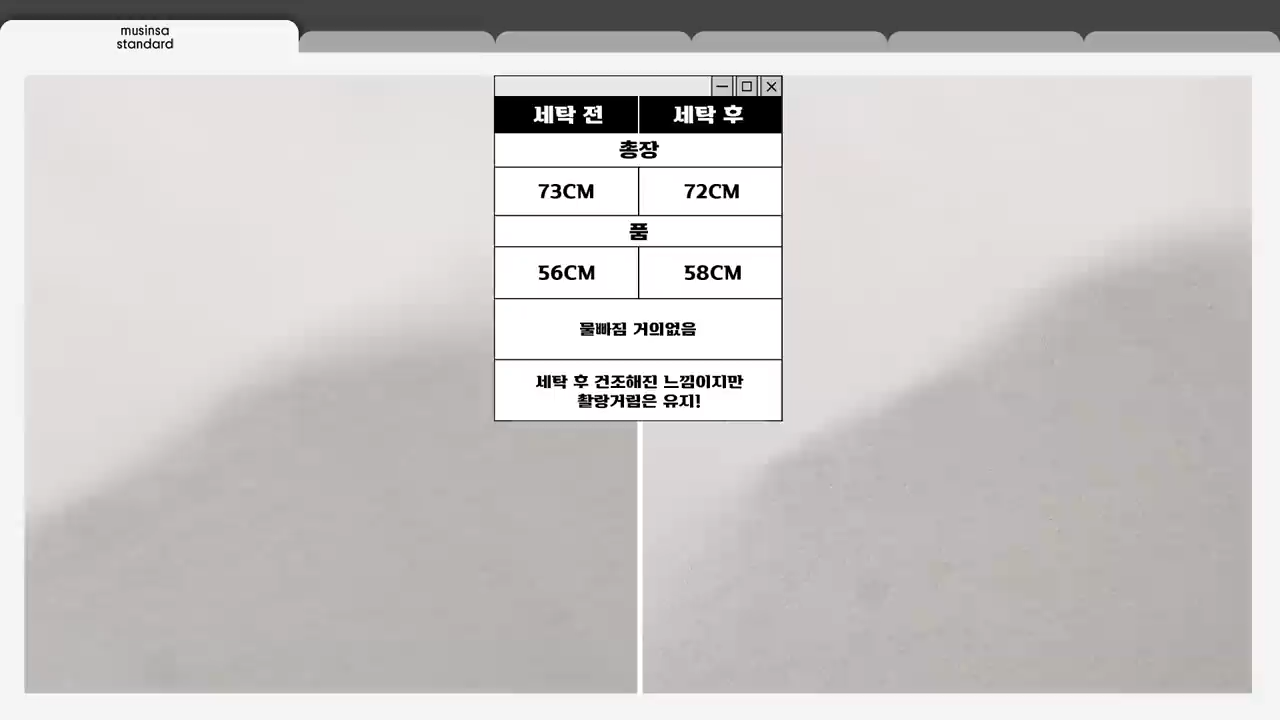 musinsa
standard
세탁 전 세탁 후
총장
73CM 72CM
품
56CM 58CM
물빠짐 거의없음
세탁 후 건조해진 느낌이지만
촬랑거림은 유지!